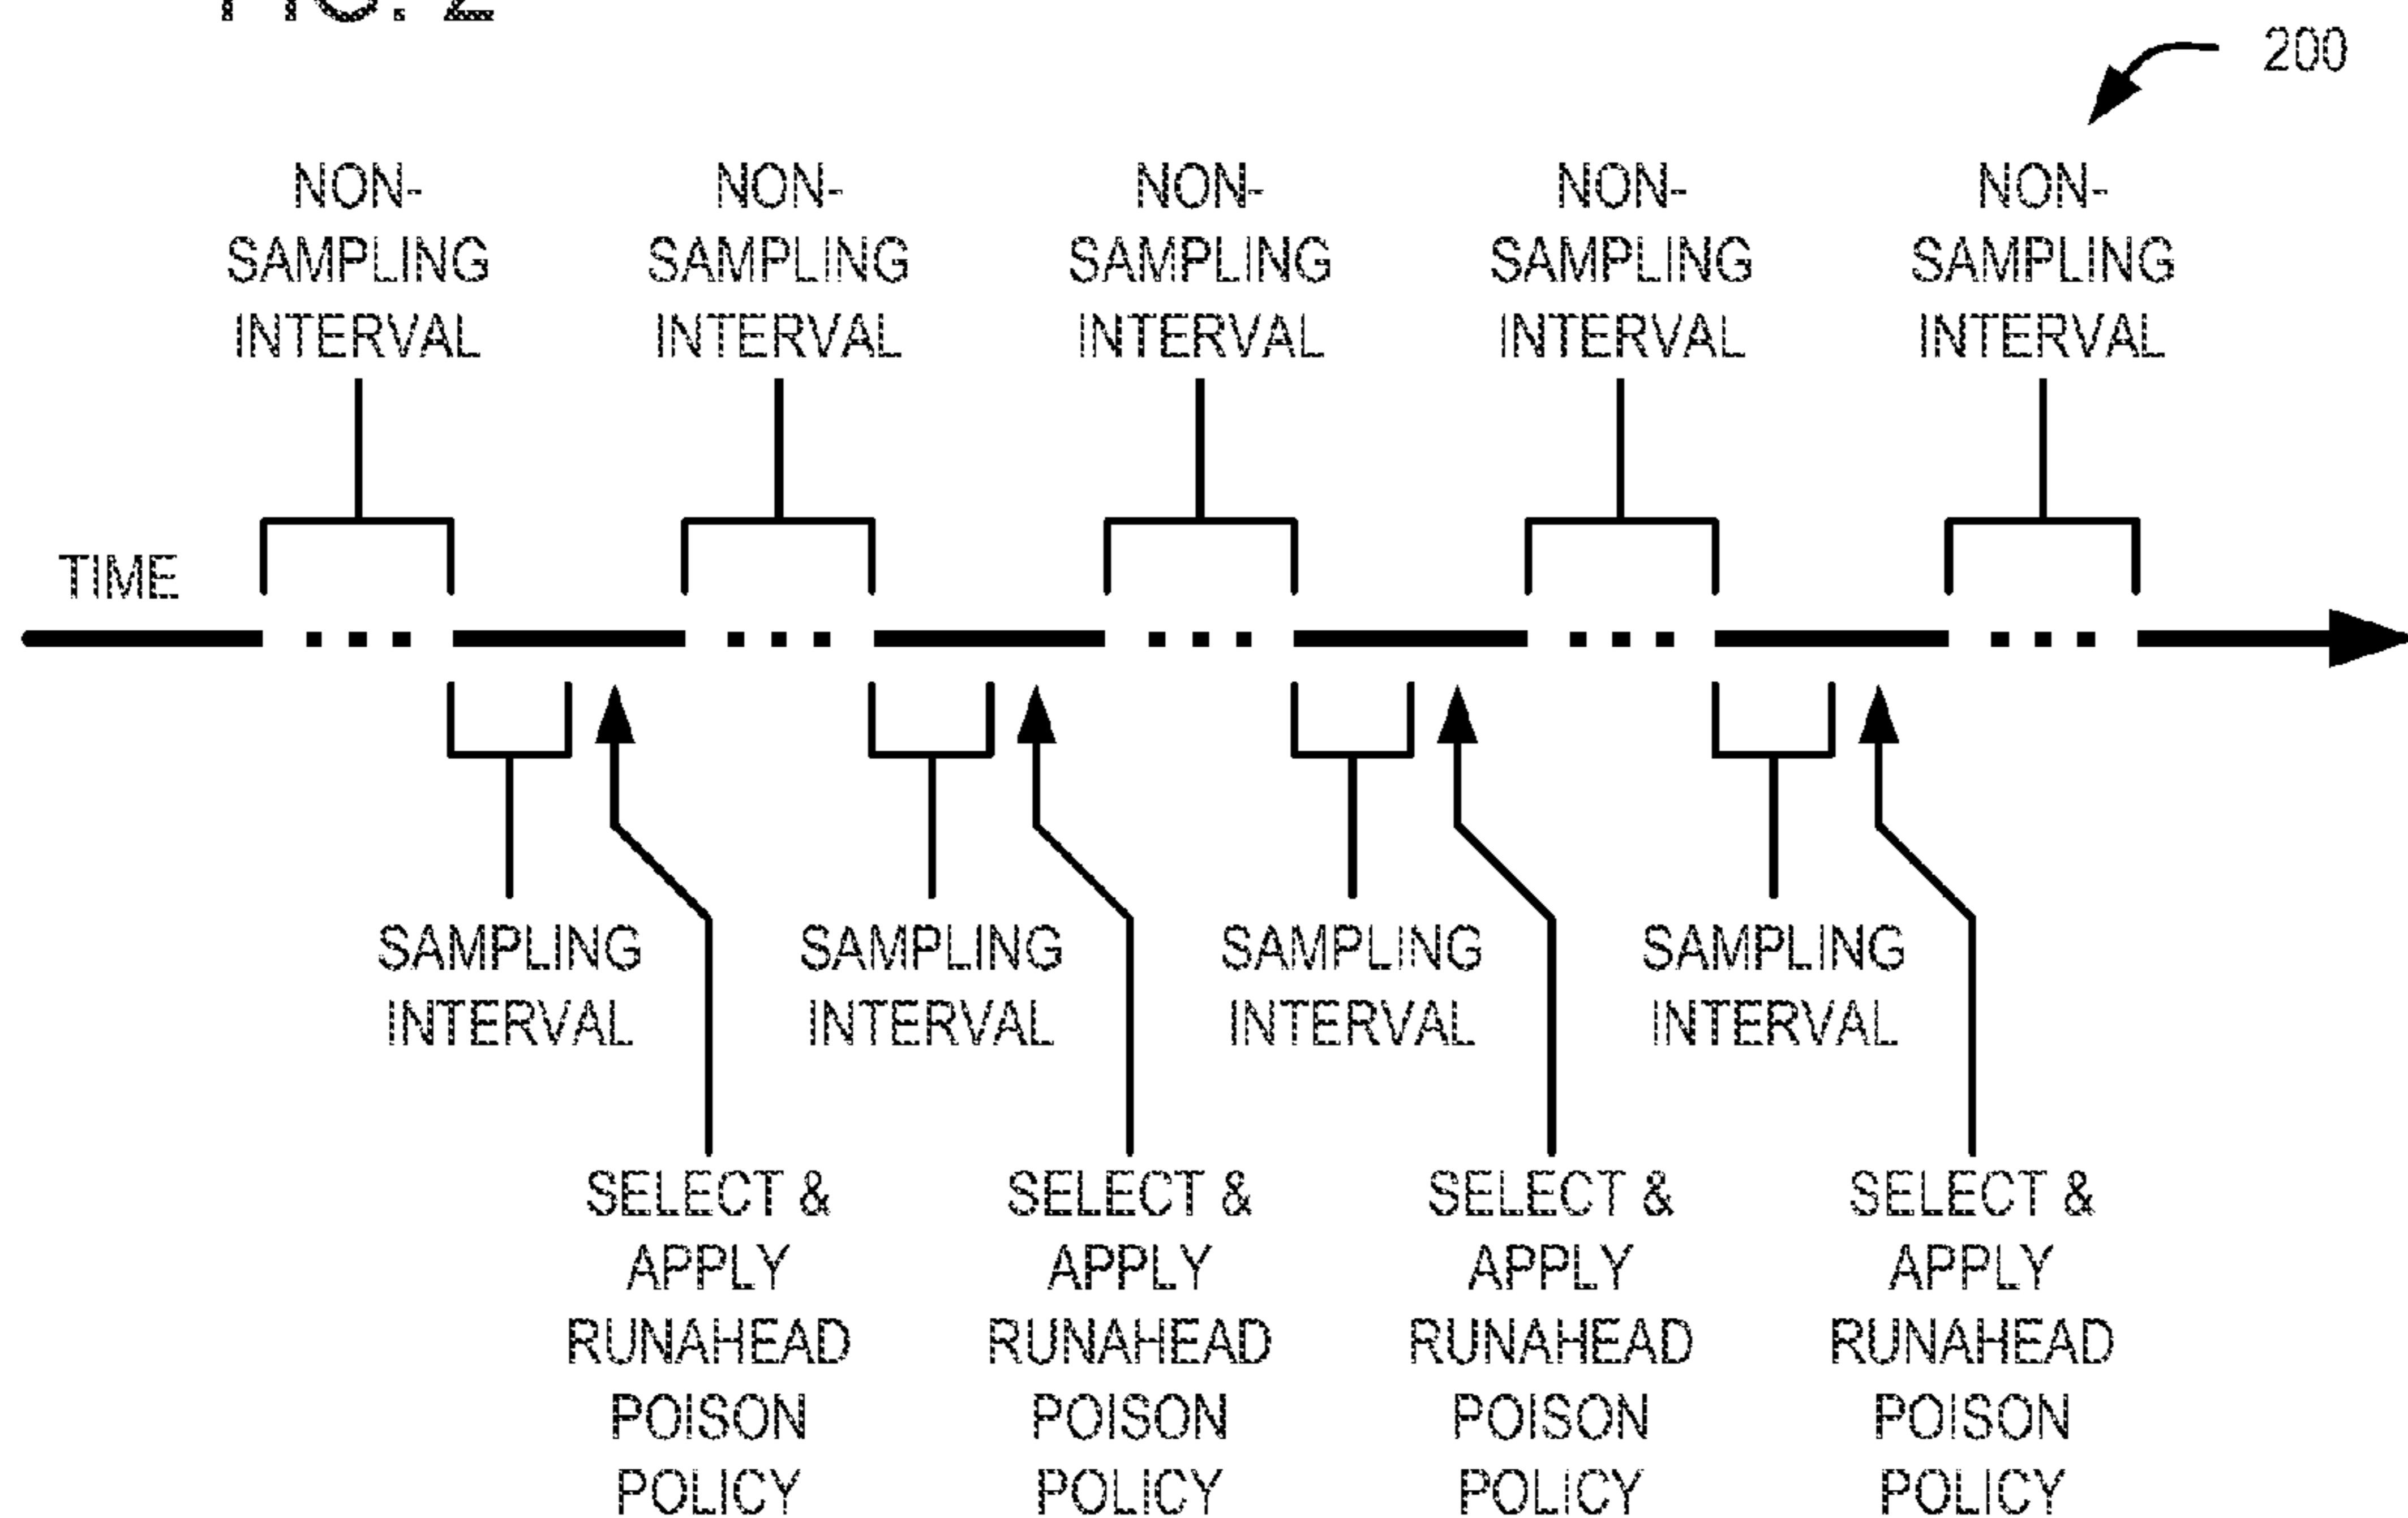 FIG. 2
200
NON-
SAMPLING
INTERVAL
NON-
SAMPLING
INTERVAL
NON-
SAMPLING
INTERVAL
NON-
SAMPLING
INTERVAL
NON-
SAMPLING
INTERVAL
TIME
SAMPLING
INTERVAL
SAMPLING
INTERVAL
SAMPLING
INTERVAL
SAMPLING
INTERVAL
SELECT &
APPLY
RUNAHEAD
POISON
POLICY
SELECT &
APPLY
RUNAHEAD
POISON
POLICY
SELECT &
APPLY
RUNAHEAD
POISON
POLICY
SELECT &
APPLY
RUNAHEAD
POISON
POLICY